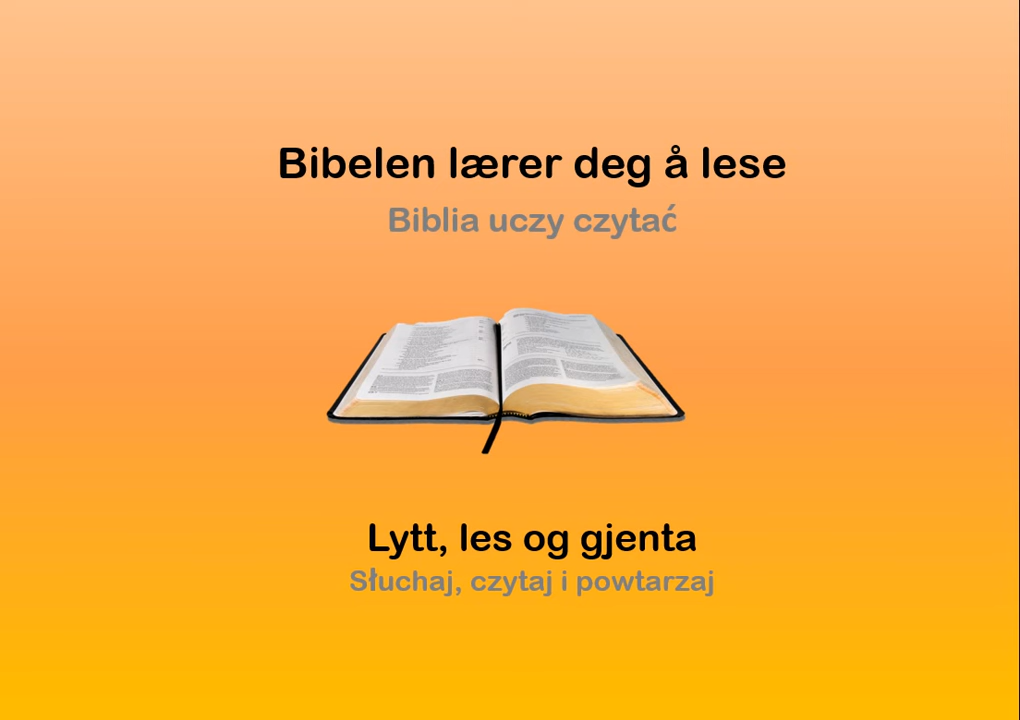 Bibelen lærer deg å lese
Biblia uczy czytać
Lytt, les og gjenta
Słuchaj, czytaj i powtarzaj